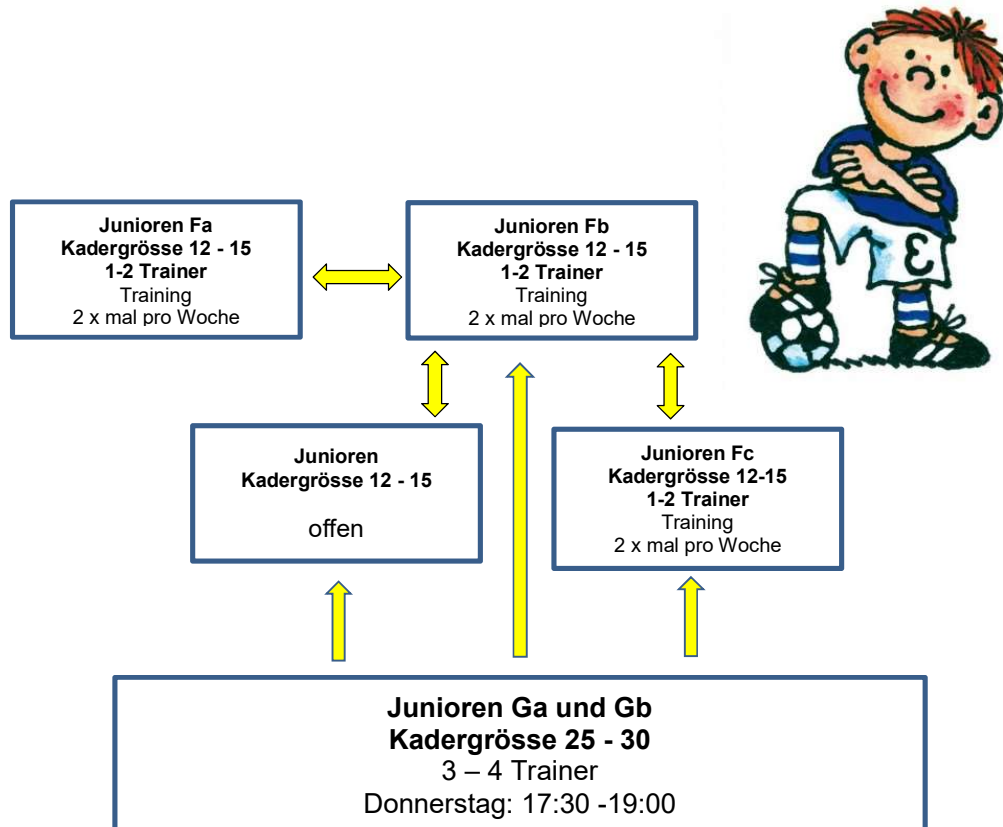 Junioren Fa
Kadergrösse 12 - 15
1-2 Trainer
Training
2 x mal pro Woche
Junioren Fb
Kadergrösse 12 - 15
1-2 Trainer
Training
2 x mal pro Woche
3
Junioren
Kadergrösse 12 - 15
offen
Junioren Fc
Kadergrösse 12-15
1-2 Trainer
Training
2 x mal pro Woche
Junioren Ga und Gb
Kadergrösse 25 - 30
3 – 4 Trainer
Donnerstag: 17:30 -19:00